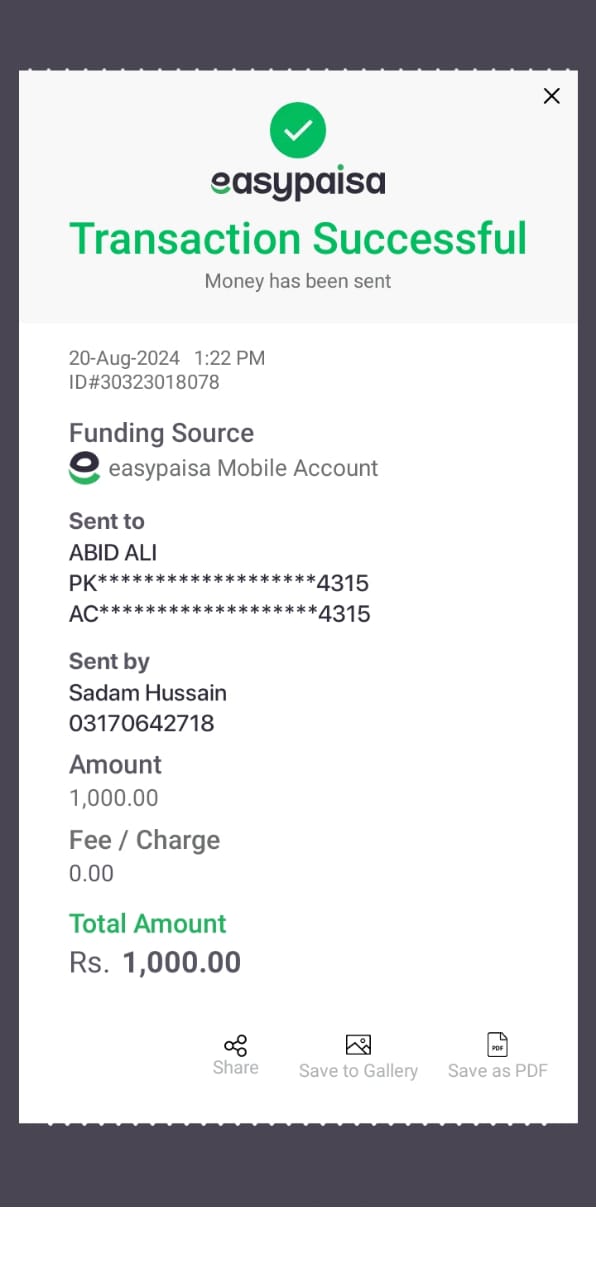 easypaisa
Transaction Successful
Money has been sent
20-Aug-2024 1:22 PM
ID#30323018078
Funding Source
easypaisa Mobile Account
Sent to
ABID ALI
PK*******************4315
AC*******************4315
Sent by
Sadam Hussain
03170642718
Amount
1,000.00
Fee / Charge
0.00
Total Amount
Rs. 1,000.00
PDF
Share Save to Gallery Save as PDF